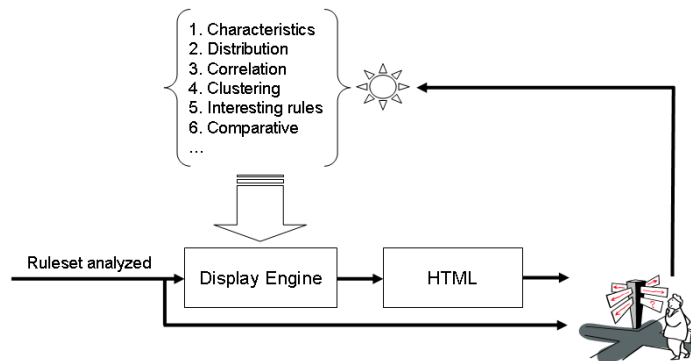 1. Characteristics
2. Distribution
3. Correlation
4. Clustering
5. Interesting rules
6. Comparative
...
Ruleset analyzed
Display Engine
HTML
?